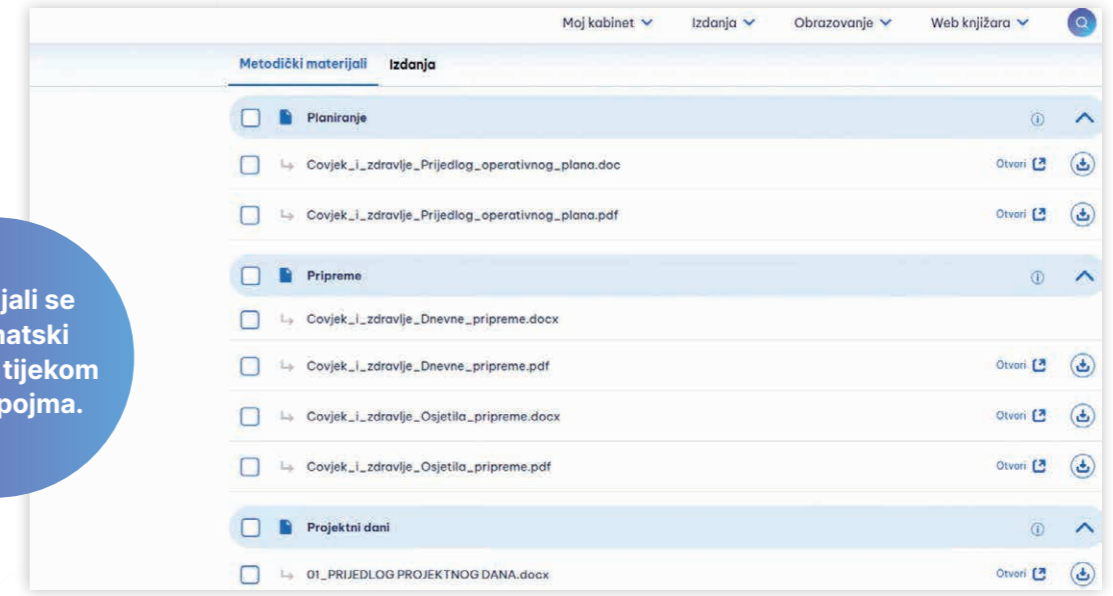 Moj kabinet Izdanja Obrazovanje Web knjižara
Metodički materijali Izdanja
Planiranje
Covjek_i_zdravlje_Prijedlog_operativnog_plana.doc Otvori
Covjek_i_zdravlje_Prijedlog_operativnog_plana.pdf Otvori
Pripreme
Covjek_i_zdravlje_Dnevne_pripreme.docx
Covjek_i_zdravlje_Dnevne_pripreme.pdf Otvori
Covjek_i_zdravlje_Osjetila_pripreme.docx Otvori
Covjek_i_zdravlje_Osjetila_pripreme.pdf Otvori
Projektni dani
01_PRIJEDLOG PROJEKTNOG DANA.docx Otvori
jali se
natski
tijekom
pojma.